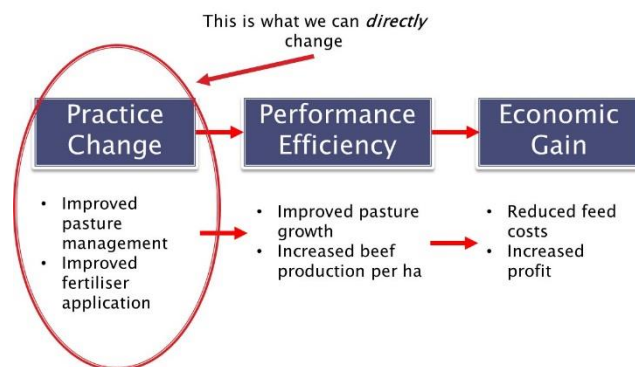 This is what we can directly
change
Practice
Change
Performance
Efficiency
Economic
Gain
• Improved
pasture
management
• Improved
fertiliser
application
• Improved pasture
growth
• Increased beef
production per ha
• Reduced feed
costs
• Increased
profit